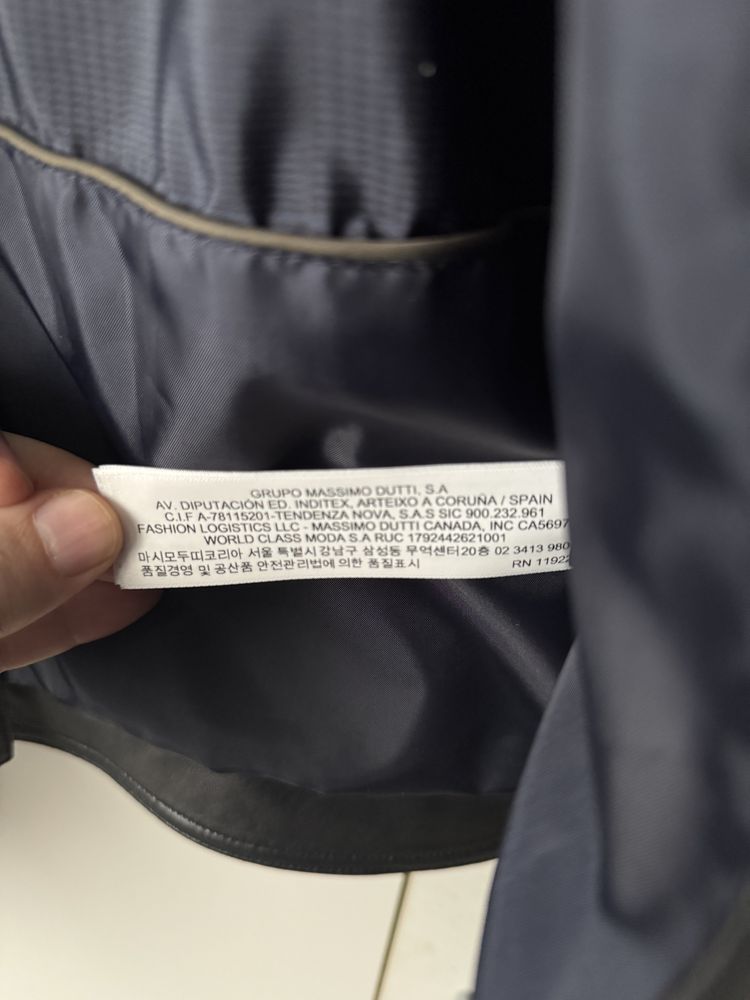 GRUPO MASSIMO DUTTI, S.A
AV. DIPUTACIÓN ED. INDITEX, ARTEIXO A CORUÑA / SPAIN
C.I.F A-78115201-TENDENZA NOVA, S.A.S SIC 900.232.961
FASHION LOGISTICS LLC - MASSIMO DUTTI CANADA, INC CA5697
WORLD CLASS MODA S.A RUC 1792442621001
마시모두띠코리아 서울 특별시강남구 삼성동 무역센터20층 02 3413 980
품질경영 및 공산품 안전관리법에 의한 품질표시 RN 11922